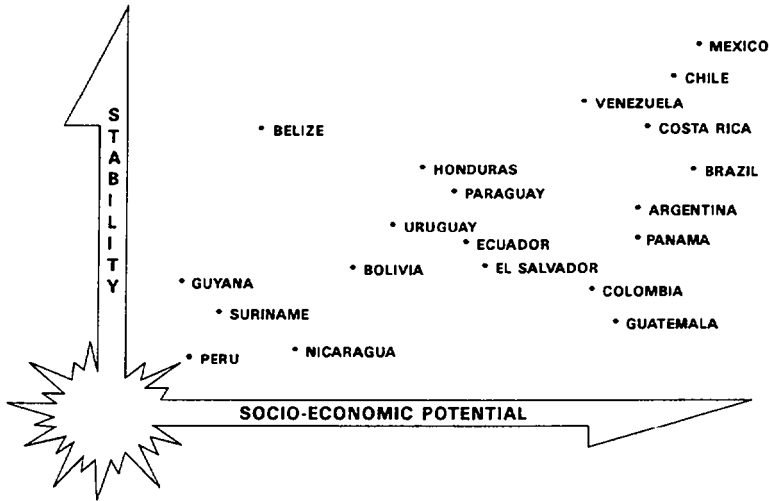 MEXICO
CHILE
VENEZUELA
COSTA RICA
BELIZE
HONDURAS
BRAZIL
PARAGUAY
ARGENTINA
URUGUAY
PANAMA
ECUADOR
BOLIVIA
EL SALVADOR
GUYANA
COLOMBIA
SURINAME
GUATEMALA
NICARAGUA
PERU
STABILITY
SOCIO-ECONOMIC POTENTIAL